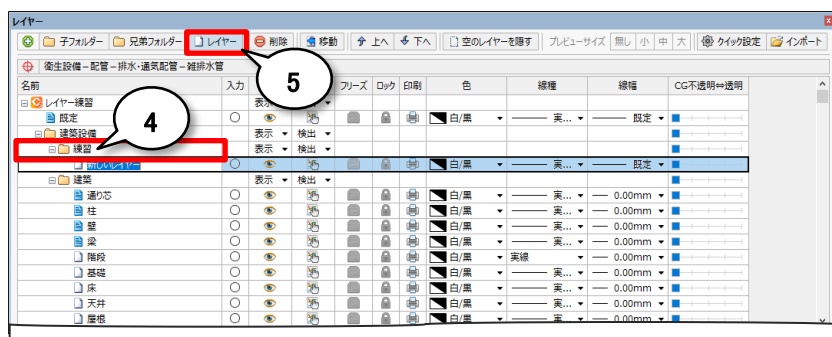 レイヤー
子フォルダー 兄弟フォルダー レイヤー 削除 移動 上へ 下へ 空のレイヤーを隠す プレビューサイズ 無し 小 中 大 クイック設定 インポート
衛生設備－配管－排水・通気配管－雑排水管
名前 入力 フリーズ ロック 印刷 色 線種 線幅 CG不透明⇔透明
5
レイヤー練習
4
既定 白/黒 実... 既定
建築設備 表示 検出
練習 表示 検出
新しいレイヤー 白/黒 実... 既定
建築 表示 検出
通り芯 白/黒 実... 0.00mm
柱 白/黒 実... 0.00mm
壁 白/黒 実... 0.00mm
梁 白/黒 実... 0.00mm
階段 白/黒 実線 0.00mm
基礎 白/黒 実... 0.00mm
床 白/黒 実... 0.00mm
天井 白/黒 実... 0.00mm
屋根 白/黒 実... 0.00mm